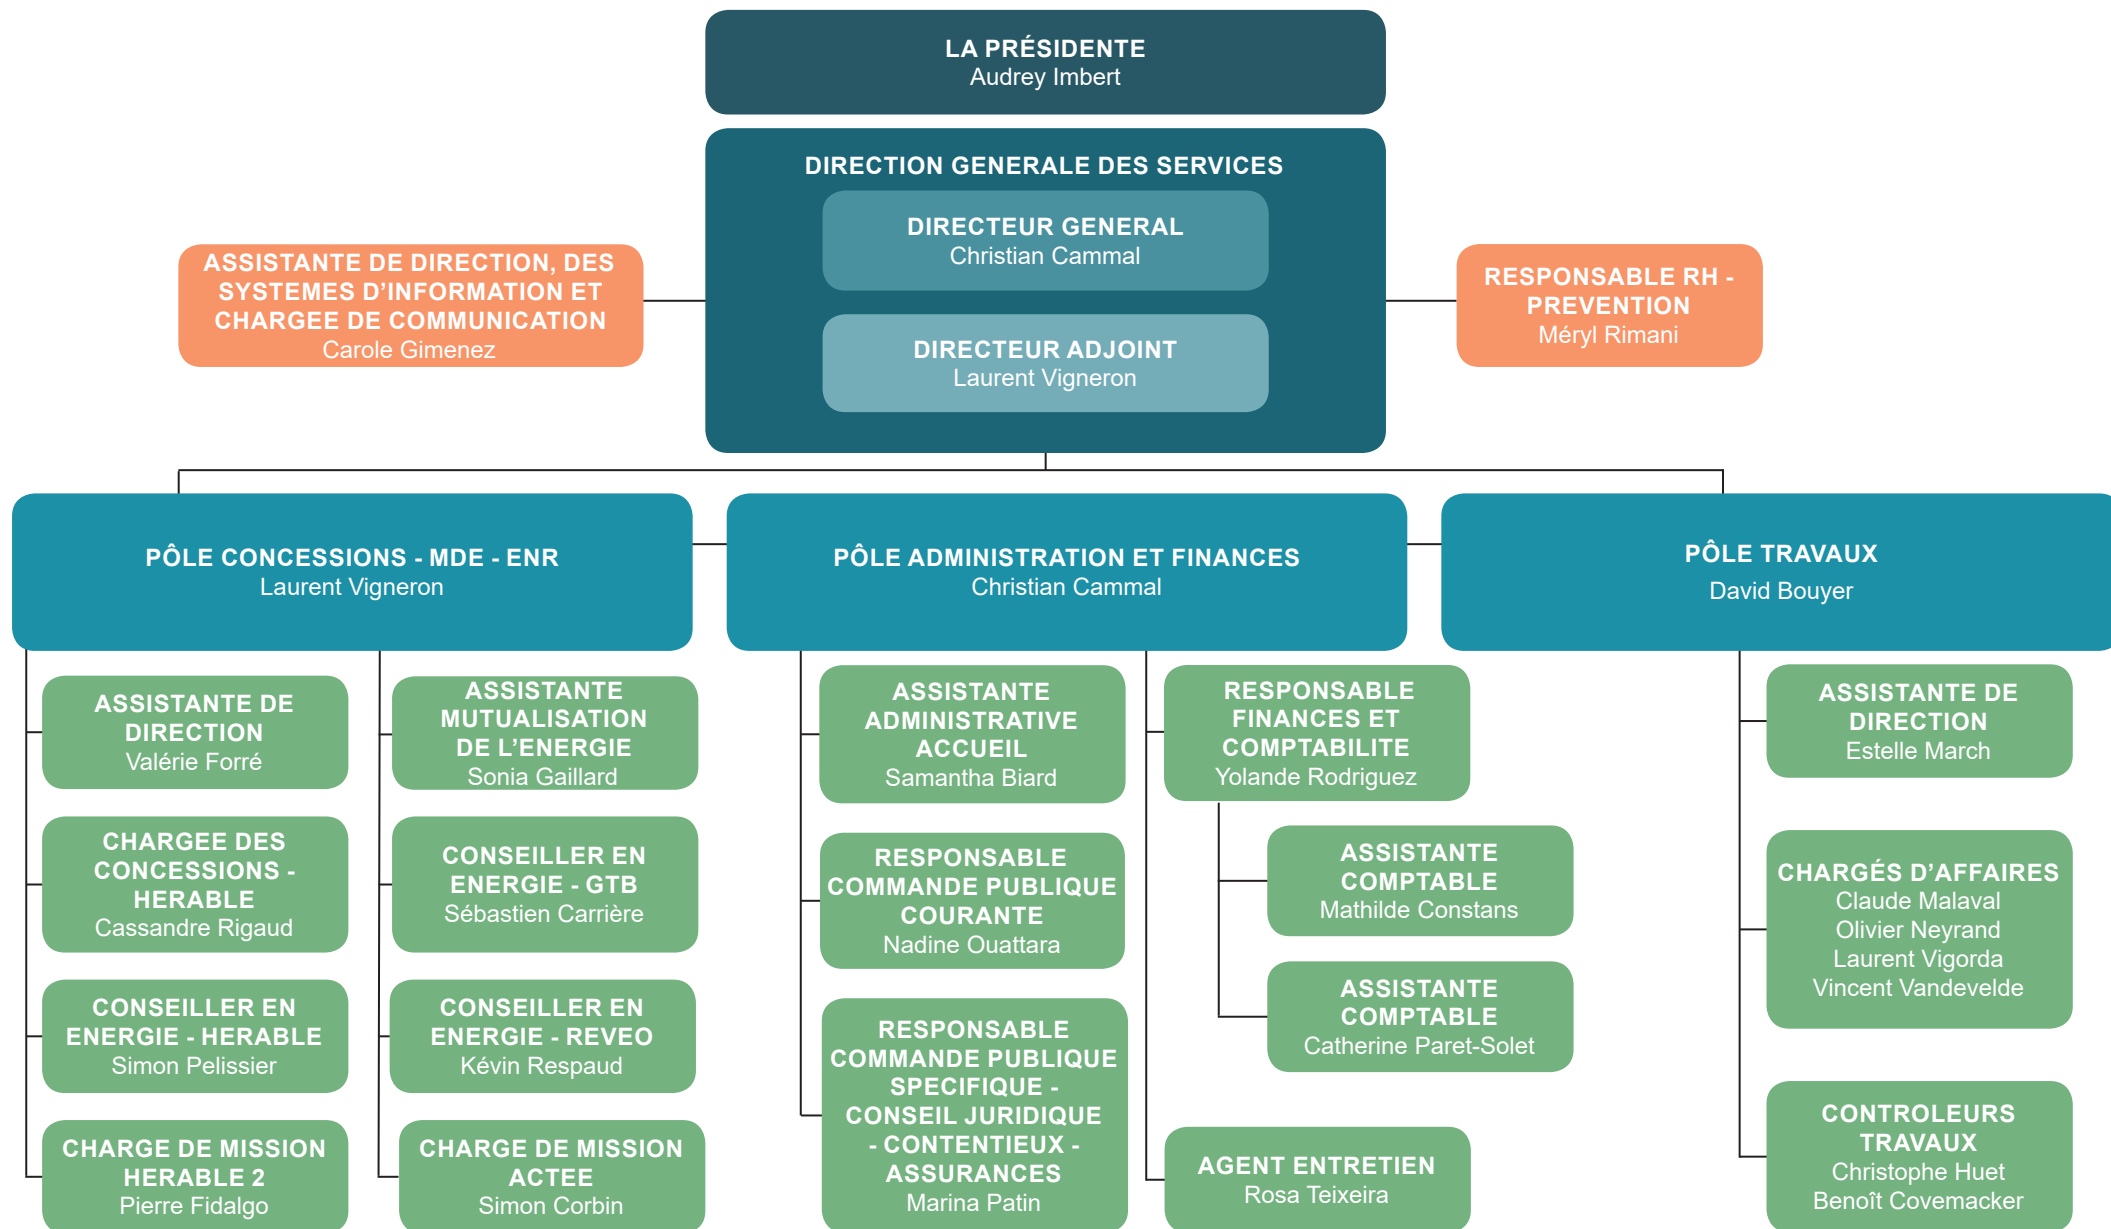 LA PRÉSIDENTE
Audrey Imbert
DIRECTION GENERALE DES SERVICES
DIRECTEUR GENERAL
Christian Cammal
DIRECTEUR ADJOINT
Laurent Vigneron
ASSISTANTE DE DIRECTION, DES
SYSTEMES D’INFORMATION ET
CHARGEE DE COMMUNICATION
Carole Gimenez
RESPONSABLE RH -
PREVENTION
Méryl Rimani
PÔLE CONCESSIONS - MDE - ENR
Laurent Vigneron
PÔLE ADMINISTRATION ET FINANCES
Christian Cammal
PÔLE TRAVAUX
David Bouyer
ASSISTANTE DE
DIRECTION
Valérie Forré
CHARGEE DES
CONCESSIONS -
HERABLE
Cassandre Rigaud
CONSEILLER EN
ENERGIE - HERABLE
Simon Pelissier
CHARGE DE MISSION
HERABLE 2
Pierre Fidalgo
ASSISTANTE
MUTUALISATION
DE L’ENERGIE
Sonia Gaillard
CONSEILLER EN
ENERGIE - GTB
Sébastien Carrière
CONSEILLER EN
ENERGIE - REVEO
Kévin Respaud
CHARGE DE MISSION
ACTEE
Simon Corbin
ASSISTANTE
ADMINISTRATIVE
ACCUEIL
Samantha Biard
RESPONSABLE
COMMANDE PUBLIQUE
COURANTE
Nadine Ouattara
RESPONSABLE
COMMANDE PUBLIQUE
SPECIFIQUE -
CONSEIL JURIDIQUE
- CONTENTIEUX -
ASSURANCES
Marina Patin
RESPONSABLE
FINANCES ET
COMPTABILITE
Yolande Rodriguez
ASSISTANTE
COMPTABLE
Mathilde Constans
ASSISTANTE
COMPTABLE
Catherine Paret-Solet
AGENT ENTRETIEN
Rosa Teixeira
ASSISTANTE DE
DIRECTION
Estelle March
CHARGÉS D’AFFAIRES
Claude Malaval
Olivier Neyrand
Laurent Vigorda
Vincent Vandevelde
CONTROLEURS
TRAVAUX
Christophe Huet
Benoît Covemacker